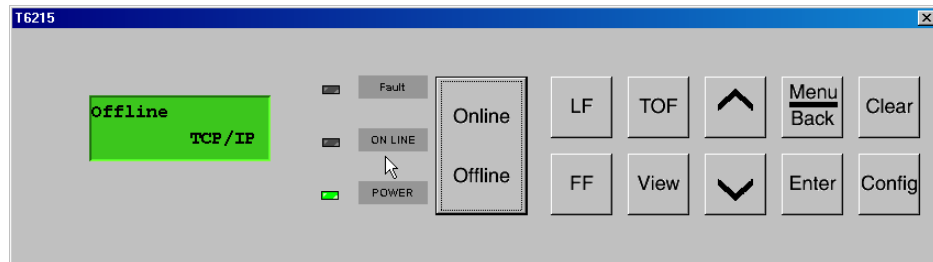 T6215
Offline
TCP/IP
Fault
ON LINE
POWER
Online
Offline
LF
TOF
Menu
Back
Clear
FF
View
Enter
Config